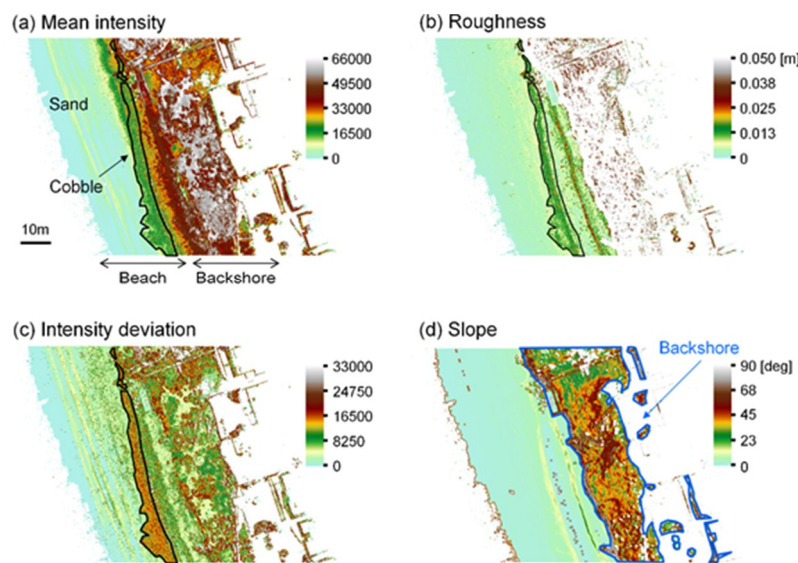 (a) Mean intensity
66000
49500
33000
16500
0
Sand
Cobble
10m
Beach
Backshore
(b) Roughness
0.050 [m]
0.038
0.025
0.013
0
(c) Intensity deviation
33000
24750
16500
8250
0
(d) Slope
Backshore
90 [deg]
68
45
23
0